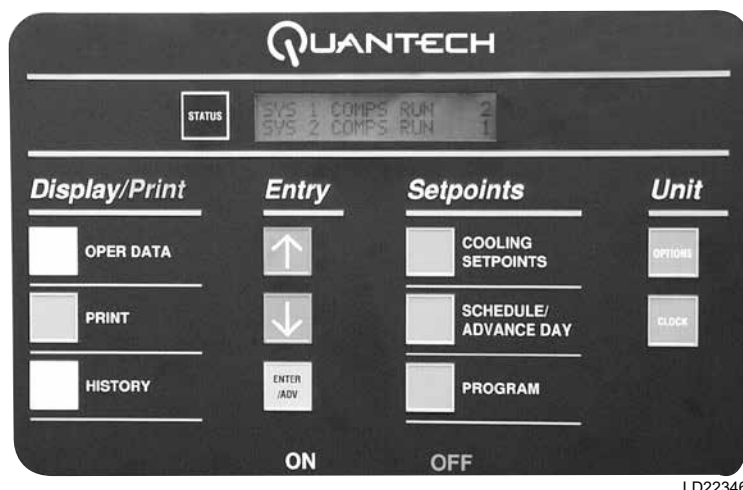 QUANTECH
STATUS
SYS 1 COMPS RUN 2
SYS 2 COMPS RUN 1
Display/Print
Entry
Setpoints
Unit
OPER DATA
COOLING
SETPOINTS
OPTIONS
PRINT
SCHEDULE/
ADVANCE DAY
CLOCK
HISTORY
ENTER
/ADV
PROGRAM
ON
OFF
LD22346